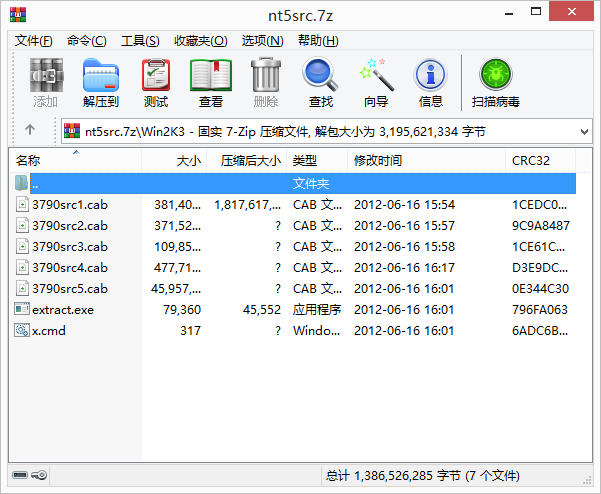 nt5src.7z
文件(F) 命令(C) 工具(S) 收藏夹(O) 选项(N) 帮助(H)
添加 解压到 测试 查看 删除 查找 向导 信息 扫描病毒
nt5src.7z\Win2K3 - 固实 7-Zip 压缩文件, 解包大小为 3,195,621,334 字节
名称 大小 压缩后大小 类型 修改时间 CRC32
.. 文件夹
3790src1.cab 381,40... 1,817,617,... CAB 文... 2012-06-16 15:54 1CEDC0...
3790src2.cab 371,52... ? CAB 文... 2012-06-16 15:57 9C9A8487
3790src3.cab 109,85... ? CAB 文... 2012-06-16 15:58 1CE61C...
3790src4.cab 477,71... ? CAB 文... 2012-06-16 16:17 D3E9DC...
3790src5.cab 45,957,... ? CAB 文... 2012-06-16 16:01 0E344C30
extract.exe 79,360 45,552 应用程序 2012-06-16 16:01 796FA063
x.cmd 317 ? Windo... 2012-06-16 16:01 6ADC6B...
总计 1,386,526,285 字节 (7 个文件)